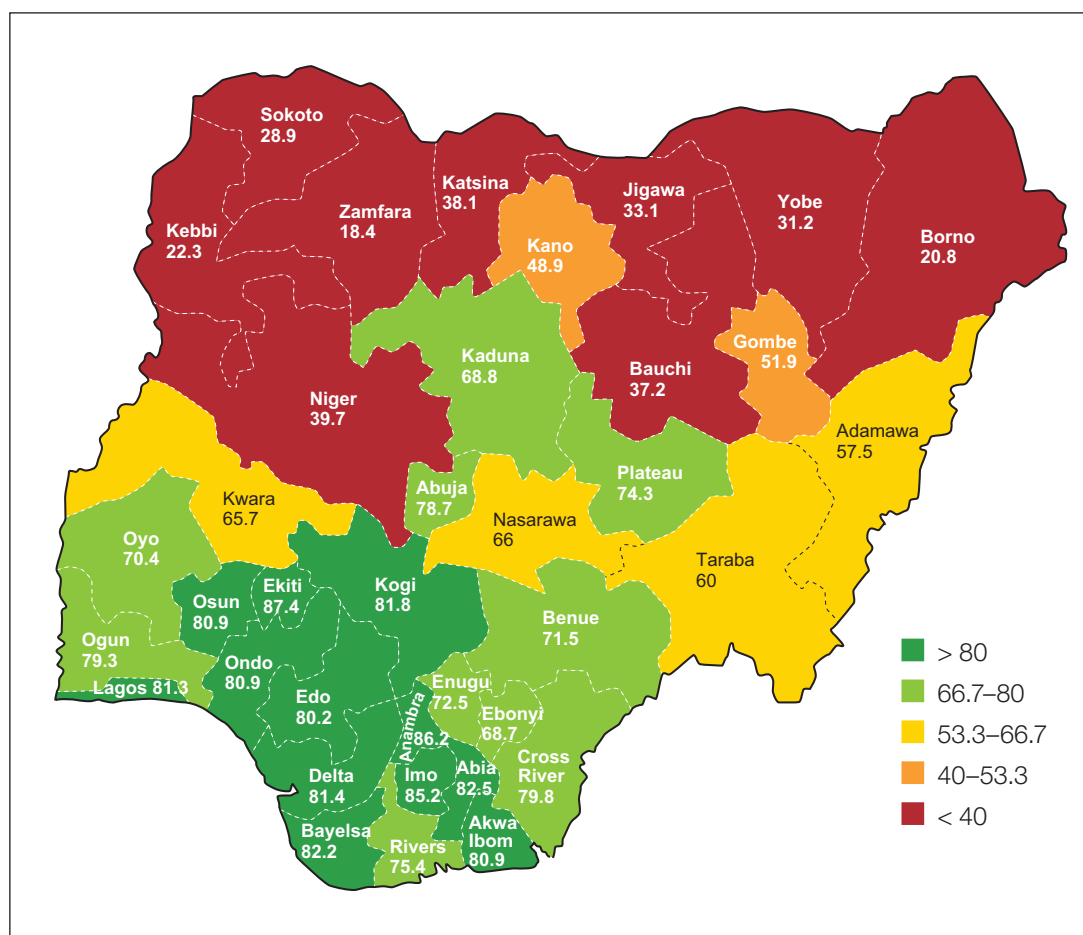 Sokoto
28.9
Kebbi
22.3
Zamfara
18.4
Katsina
38.1
Kano
48.9
Jigawa
33.1
Yobe
31.2
Borno
20.8
Kaduna
68.8
Gombe
51.9
Bauchi
37.2
Niger
39.7
Adamawa
57.5
Plateau
74.3
Abuja
78.7
Kwara
65.7
Nasarawa
66
Taraba
60
Oyo
70.4
Osun
80.9
Ekiti
87.4
Kogi
81.8
Benue
71.5
Ogun
79.3
Lagos 81.3
Ondo
80.9
Edo
80.2
Enugu
72.5
Ebonyi
68.7
Anambra
86.2
Cross
River
79.8
Delta
81.4
Imo
85.2
Abia
82.5
Bayelsa
82.2
Rivers
75.4
Akwa
Ibom
80.9
> 80
66.7–80
53.3–66.7
40–53.3
< 40